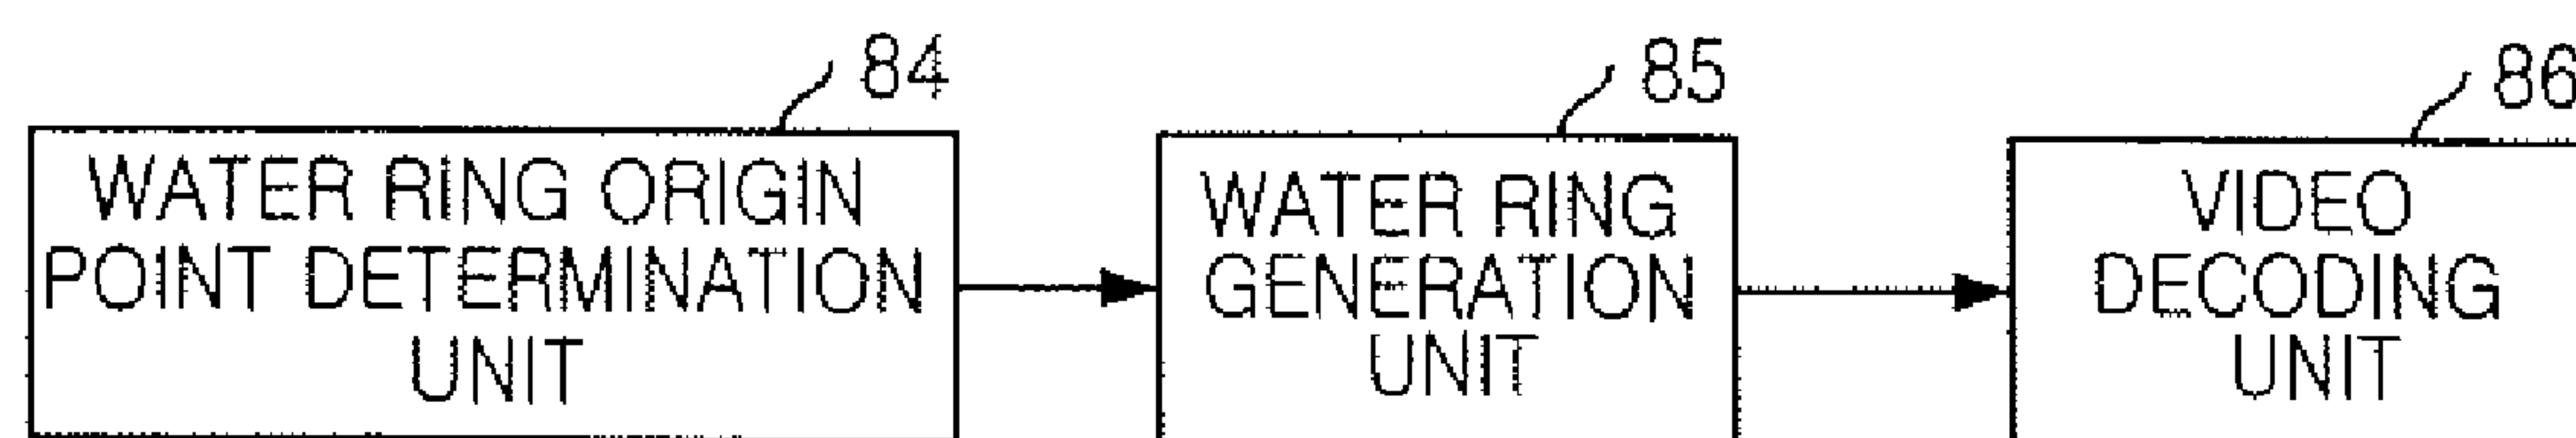 84
WATER RING ORIGIN
POINT DETERMINATION
UNIT
85
WATER RING
GENERATION
UNIT
86
VIDEO
DECODING
UNIT